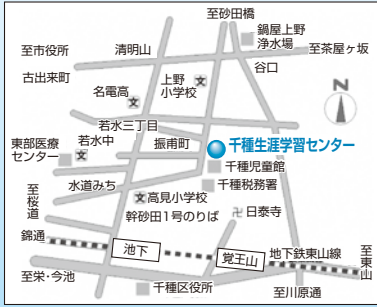 至砂田橋
鍋屋上野
浄水場
至市役所
清明山
至茶屋ヶ坂
古出来町
谷口
上野
小学校
名電高
N
若水三丁目
若水中
振甫町
千種生涯学習センター
東部医療
センター
千種児童館
水道みち
千種税務署
至桜道
高見小学校
日泰寺
幹砂田1号のりば
錦通
池下
覚王山
地下鉄東山線
至東山
至栄・今池
千種区役所
至川原通